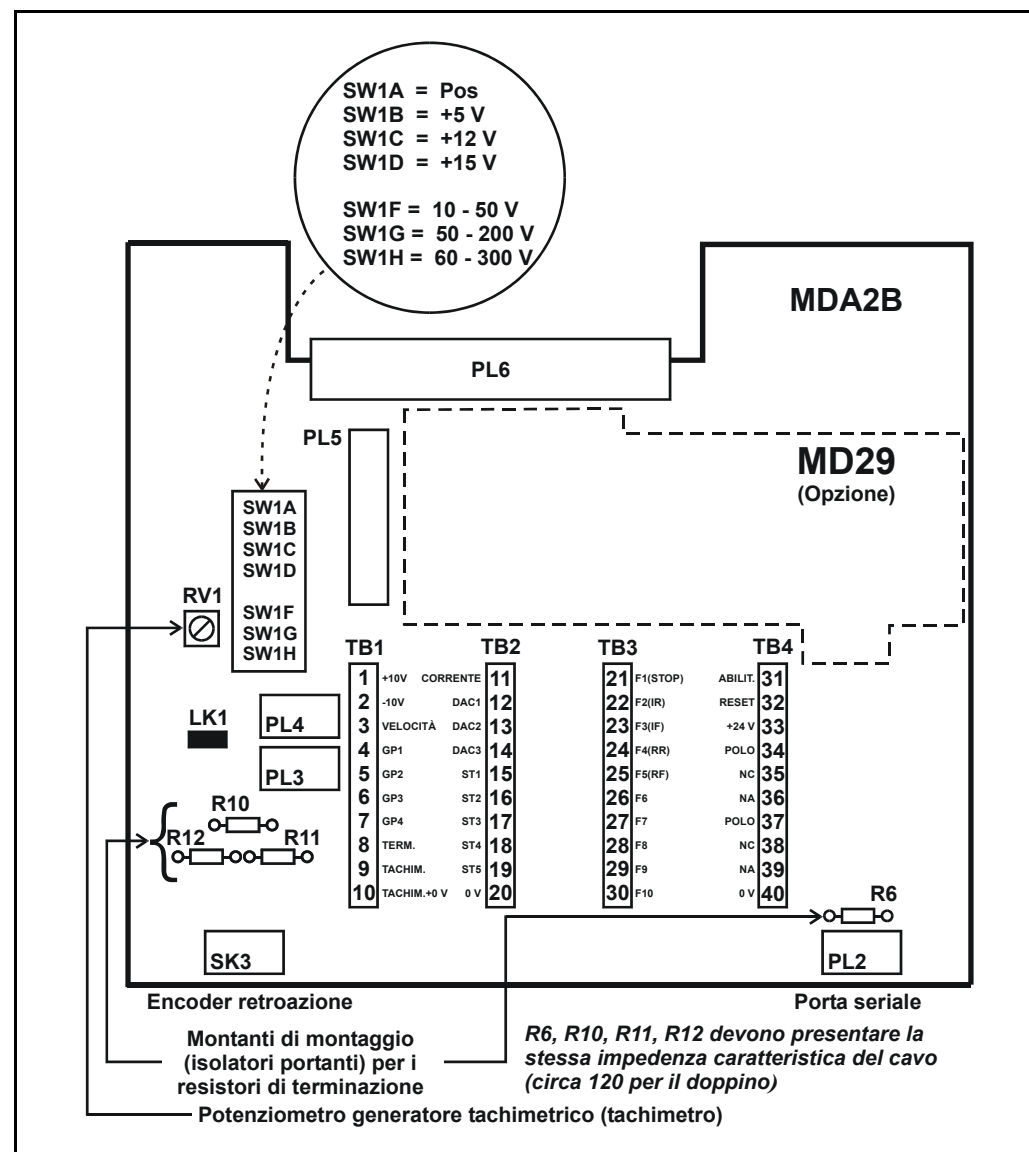 SW1A = Pos
SW1B = +5 V
SW1C = +12 V
SW1D = +15 V
SW1F = 10 - 50 V
SW1G = 50 - 200 V
SW1H = 60 - 300 V
MDA2B
PL6
PL5
MD29
(Opzione)
SW1A
SW1B
SW1C
SW1D
SW1F
SW1G
SW1H
RV1
LK1
PL4
PL3
R10
R12 R11
SK3
TB1 TB2 TB3 TB4
1 +10V CORRENTE 11 21 F1(STOP) ABILIT. 31
2 -10V DAC1 12 22 F2(IR) RESET 32
3 VELOCITÀ DAC2 13 23 F3(IF) +24 V 33
4 GP1 DAC3 14 24 F4(RR) POLO 34
5 GP2 ST1 15 25 F5(RF) NC 35
6 GP3 ST2 16 26 F6 NA 36
7 GP4 ST3 17 27 F7 POLO 37
8 TERM. ST4 18 28 F8 NC 38
9 TACHIM. ST5 19 29 F9 NA 39
10 TACHIM.+0 V 0 V 20 30 F10 0 V 40
R6
PL2
Encoder retroazione
Porta seriale
Montanti di montaggio
(isolatori portanti) per i
resistori di terminazione
R6, R10, R11, R12 devono presentare la
stessa impedenza caratteristica del cavo
(circa 120 per il doppino)
Potenziometro generatore tachimetrico (tachimetro)